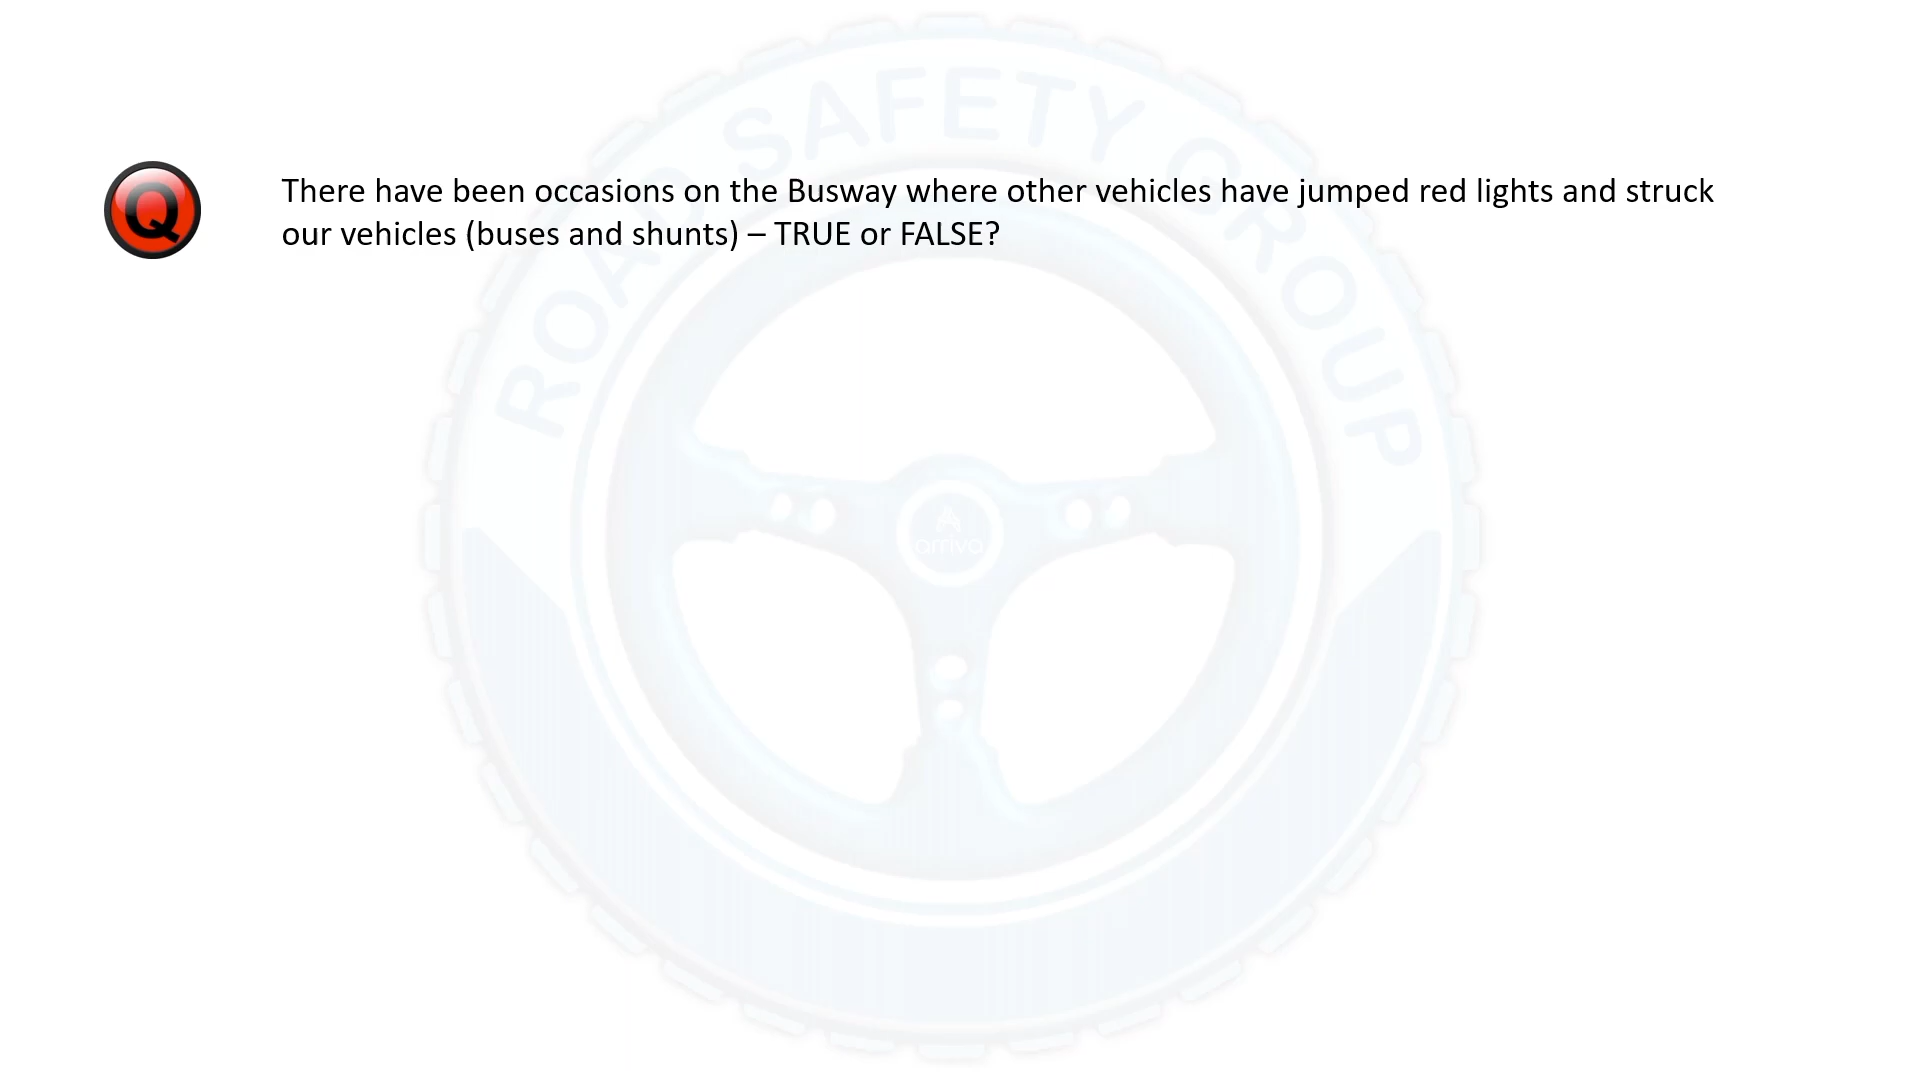 ROAD SAFETY GROUP
Q
There have been occasions on the Busway where other vehicles have jumped red lights and struck
our vehicles (buses and shunts) – TRUE or FALSE?
arriva